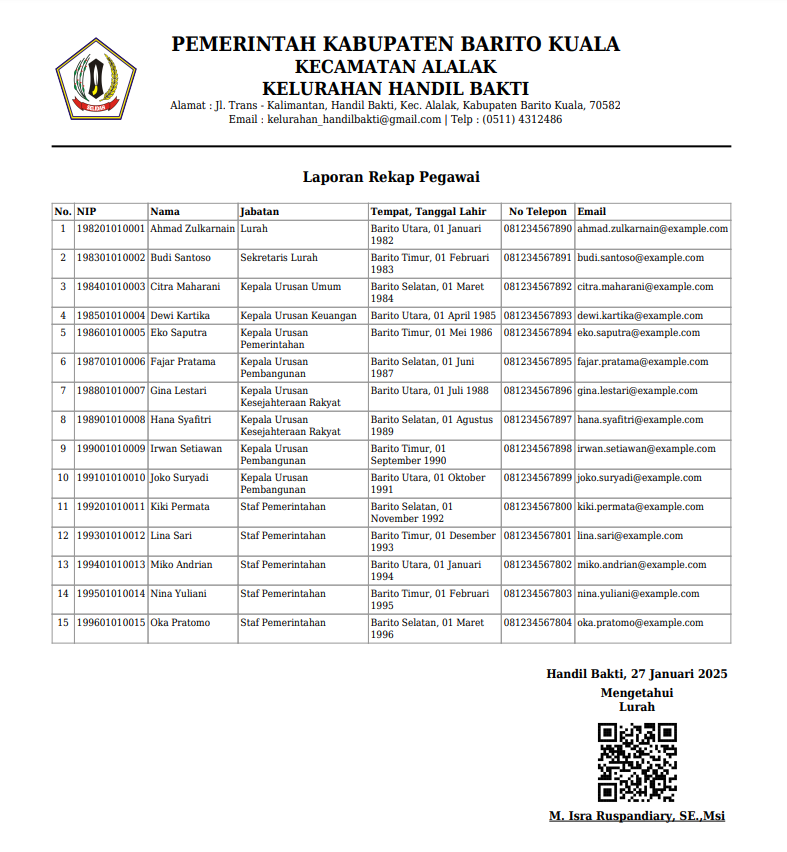 PEMERINTAH KABUPATEN BARITO KUALA
KECAMATAN ALALAK
KELURAHAN HANDIL BAKTI
Alamat : Jl. Trans - Kalimantan, Handil Bakti, Kec. Alalak, Kabupaten Barito Kuala, 70582
Email : kelurahan_handilbakti@gmail.com | Telp : (0511) 4312486
SELIDAH
Laporan Rekap Pegawai
No. NIP Nama Jabatan Tempat, Tanggal Lahir No Telepon Email
1 198201010001 Ahmad Zulkarnain Lurah Barito Utara, 01 Januari 081234567890 ahmad.zulkarnain@example.com
1982
2 198301010002 Budi Santoso Sekretaris Lurah Barito Timur, 01 Februari 081234567891 budi.santoso@example.com
1983
3 198401010003 Citra Maharani Kepala Urusan Umum Barito Selatan, 01 Maret 081234567892 citra.maharani@example.com
1984
4 198501010004 Dewi Kartika Kepala Urusan Keuangan Barito Utara, 01 April 1985 081234567893 dewi.kartika@example.com
5 198601010005 Eko Saputra Kepala Urusan Barito Timur, 01 Mei 1986 081234567894 eko.saputra@example.com
Pemerintahan
6 198701010006 Fajar Pratama Kepala Urusan Barito Selatan, 01 Juni 081234567895 fajar.pratama@example.com
Pembangunan 1987
7 198801010007 Gina Lestari Kepala Urusan Barito Utara, 01 Juli 1988 081234567896 gina.lestari@example.com
Kesejahteraan Rakyat
8 198901010008 Hana Syafitri Kepala Urusan Barito Selatan, 01 Agustus 081234567897 hana.syafitri@example.com
Kesejahteraan Rakyat 1989
9 199001010009 Irwan Setiawan Kepala Urusan Barito Timur, 01 081234567898 irwan.setiawan@example.com
Pembangunan September 1990
10 199101010010 Joko Suryadi Kepala Urusan Barito Utara, 01 Oktober 081234567899 joko.suryadi@example.com
Pembangunan 1991
11 199201010011 Kiki Permata Staf Pemerintahan Barito Selatan, 01 081234567800 kiki.permata@example.com
November 1992
12 199301010012 Lina Sari Staf Pemerintahan Barito Timur, 01 Desember 081234567801 lina.sari@example.com
1993
13 199401010013 Miko Andrian Staf Pemerintahan Barito Utara, 01 Januari 081234567802 miko.andrian@example.com
1994
14 199501010014 Nina Yuliani Staf Pemerintahan Barito Timur, 01 Februari 081234567803 nina.yuliani@example.com
1995
15 199601010015 Oka Pratomo Staf Pemerintahan Barito Selatan, 01 Maret 081234567804 oka.pratomo@example.com
1996
Handil Bakti, 27 Januari 2025
Mengetahui
Lurah
M. Isra Ruspandiary, SE.,Msi